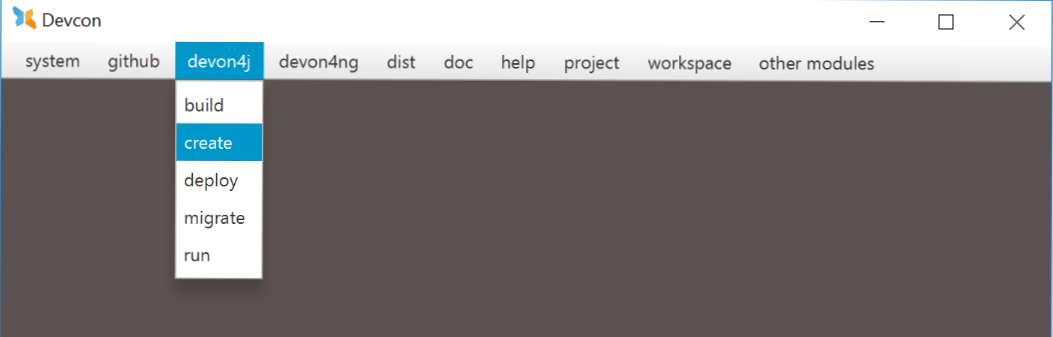 Devcon
system github devon4j devon4ng dist doc help project workspace other modules
build
create
deploy
migrate
run